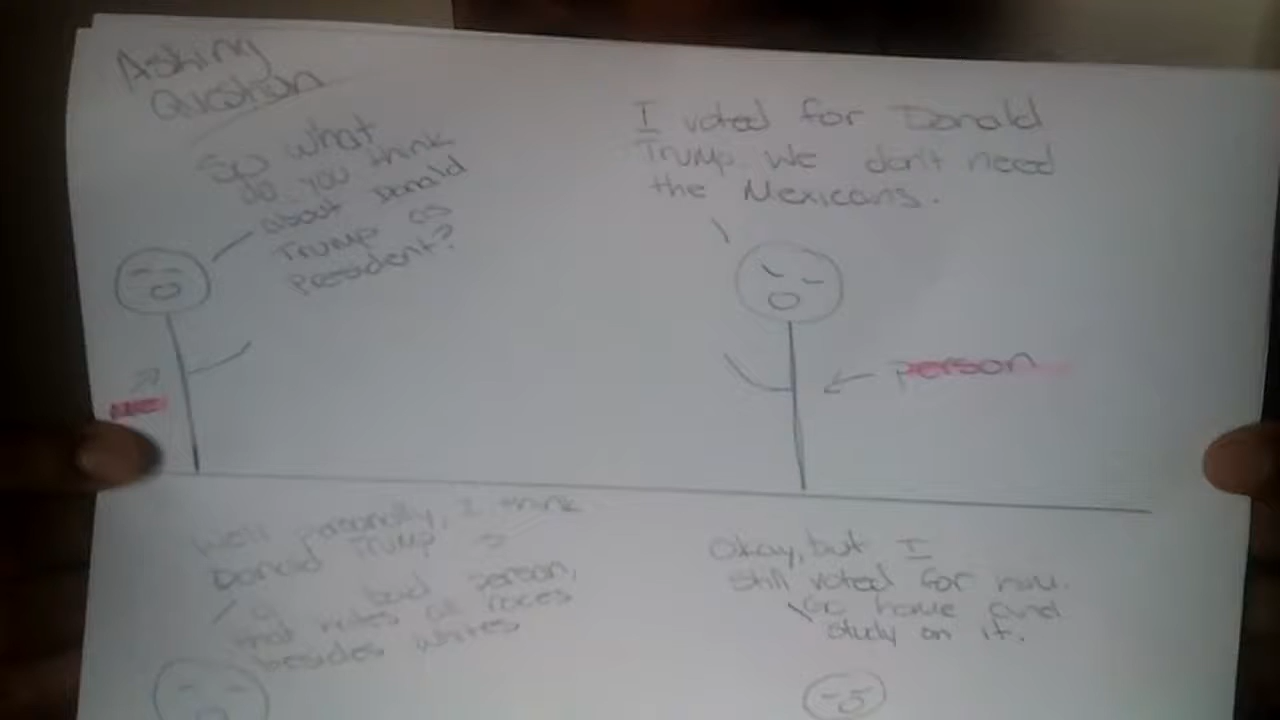 Asking
Question
So what
do you think
about Donald
Trump as
President?
I voted for Donald
Trump we don't need
the Mexicans.
person
Well personally, I think
Donald Trump is
a bad person,
that hates all races
besides whites
Okay, but I
still voted for him.
Go home and
study on it.